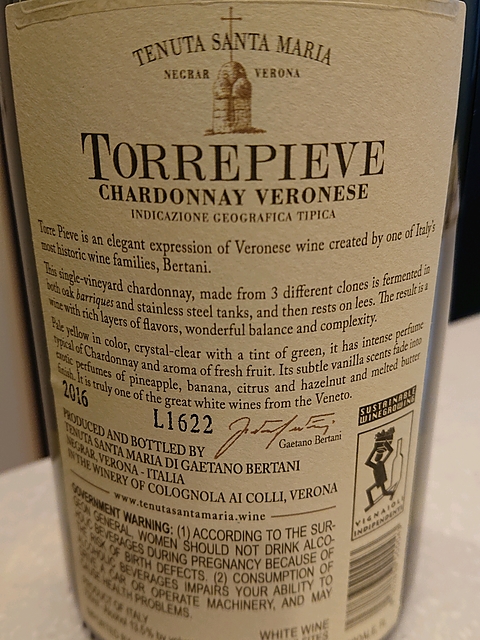 TENUTA SANTA MARIA
NEGRAR VERONA
TORREPIEVE
CHARDONNAY VERONESE
INDICAZIONE GEOGRAFICA TIPICA
Torre Pieve is an elegant expression of Veronese wine created by one of Italy's
most historic wine families, Bertani.
This single-vineyard chardonnay, made from 3 different clones is fermented in
both oak barriques and stainless steel tanks, and then rests on lees. The result is a
wine with rich layers of flavors, wonderful balance and complexity.
Pale yellow in color, crystal-clear with a tint of green, it has intense perfume
typical of Chardonnay and aroma of fresh fruit. Its subtle vanilla scents fade into
exotic perfumes of pineapple, banana, citrus and hazelnut and melted butter
finish. It is truly one of the great white wines from the Veneto.
2016
L1622
Gaetano Bertani
PRODUCED AND BOTTLED BY
TENUTA SANTA MARIA DI GAETANO BERTANI
NEGRAR, VERONA - ITALIA
IN THE WINERY OF COLOGNOLA AI COLLI, VERONA
www.tenutasantamaria.wine
SUSTAINABLE
WINEGROWING
VIGNAIOLI
INDIPENDENTI
GOVERNMENT WARNING: (1) ACCORDING TO THE SUR-
GENERAL, WOMEN SHOULD NOT DRINK ALCO-
BEVERAGES DURING PREGNANCY BECAUSE OF
RISK OF BIRTH DEFECTS. (2) CONSUMPTION OF
BEVERAGES IMPAIRS YOUR ABILITY TO
CAR OR OPERATE MACHINERY, AND MAY
HEALTH PROBLEMS.
OF ITALY
WHITE WINE